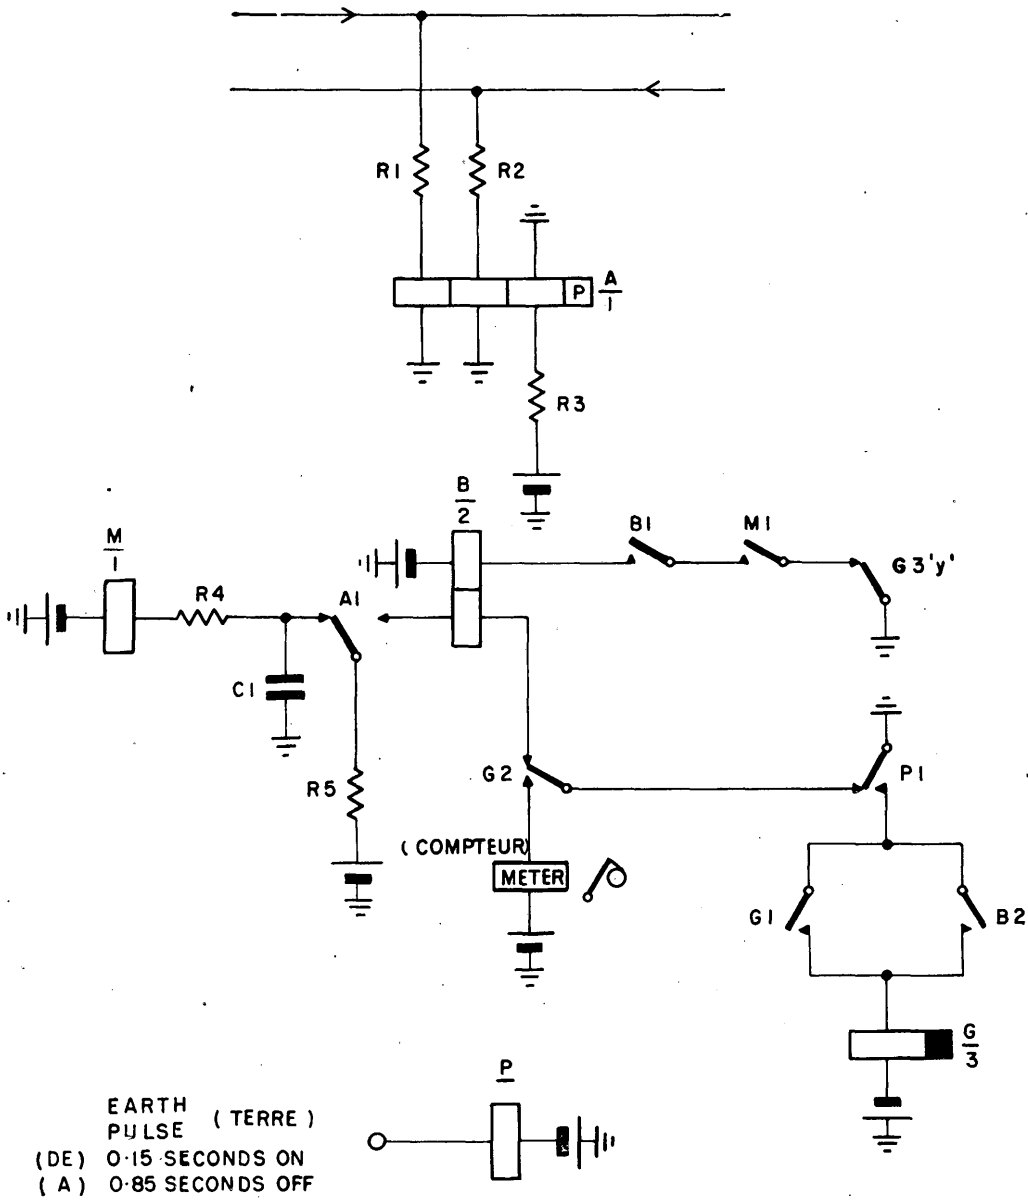 R1 R2
P A/1
R3
B/2
B1 M1 G3'y'
M/1
R4 A1
C1
R5
G2 P1
(COMPTEUR)
METER
G1 B2
G/3
P
EARTH (TERRE)
PULSE
(DE) 0·15 SECONDS ON
(A) 0·85 SECONDS OFF